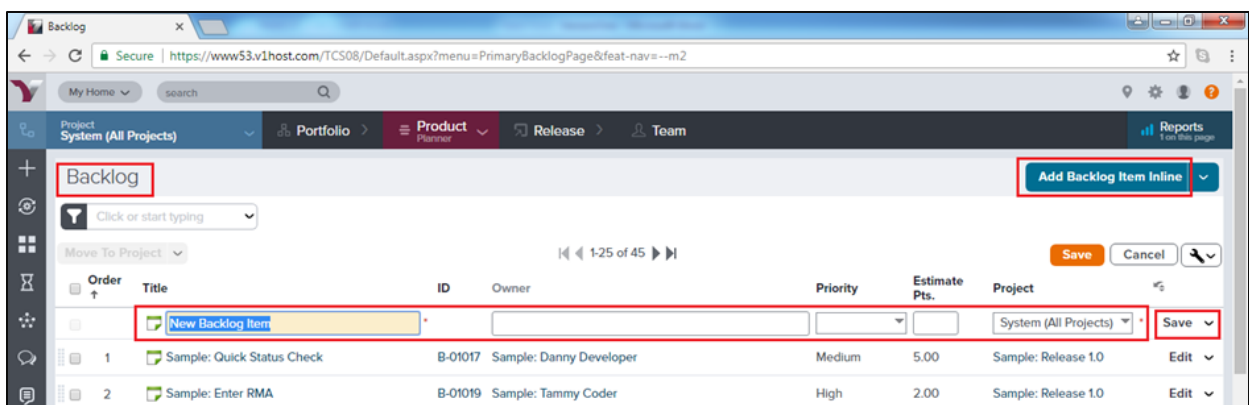 Backlog
Secure | https://www53.v1host.com/TCS08/Default.aspx?menu=PrimaryBacklogPage&feat-nav=--m2
My Home search
Project
System (All Projects) Portfolio Product
Planner Release Team Reports
1 on this page
Backlog Add Backlog Item Inline
Click or start typing
Move To Project 1-25 of 45 Save Cancel
Order Title ID Owner Priority Estimate Pts. Project
New Backlog Item * System (All Projects) * Save
1 Sample: Quick Status Check B-01017 Sample: Danny Developer Medium 5.00 Sample: Release 1.0 Edit
2 Sample: Enter RMA B-01019 Sample: Tammy Coder High 2.00 Sample: Release 1.0 Edit